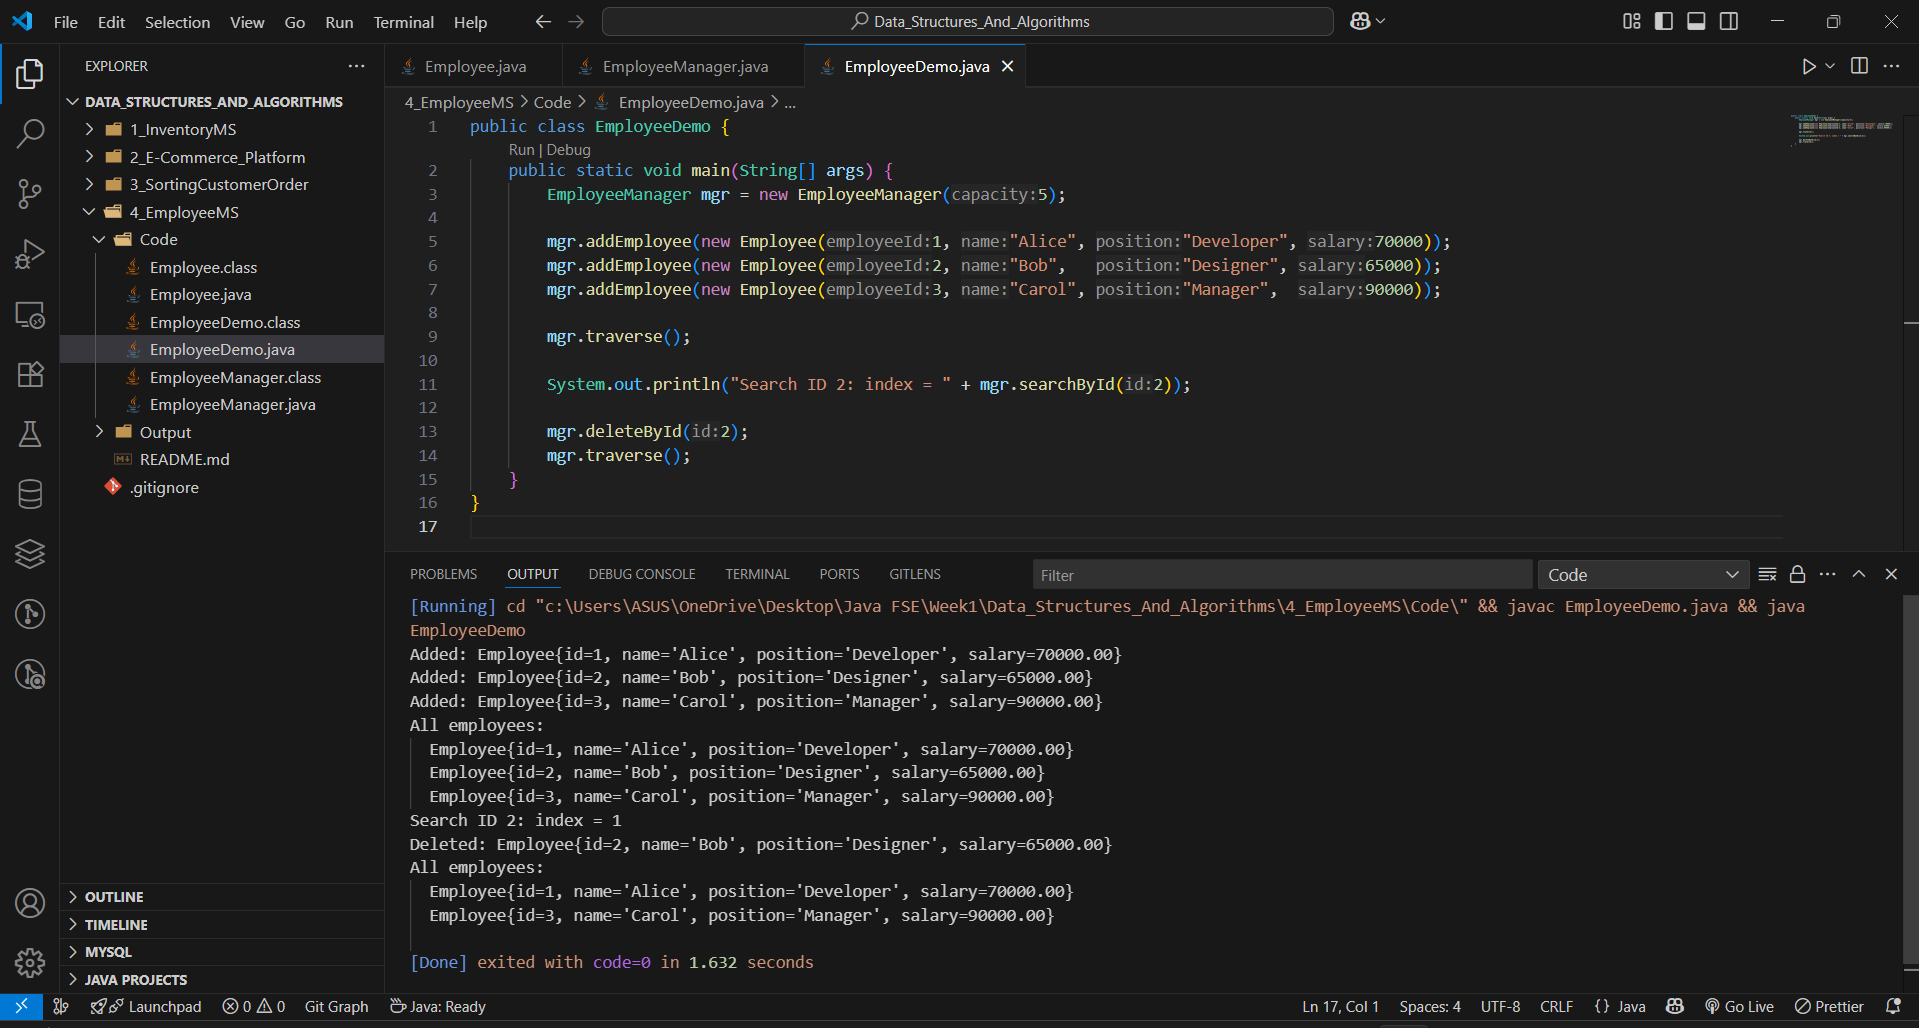 File Edit Selection View Go Run Terminal Help
Data_Structures_And_Algorithms
EXPLORER
DATA_STRUCTURES_AND_ALGORITHMS
1_InventoryMS
2_E-Commerce_Platform
3_SortingCustomerOrder
4_EmployeeMS
Code
Employee.class
Employee.java
EmployeeDemo.class
EmployeeDemo.java
EmployeeManager.class
EmployeeManager.java
Output
README.md
.gitignore
OUTLINE
TIMELINE
MYSQL
JAVA PROJECTS
Employee.java EmployeeManager.java EmployeeDemo.java
4_EmployeeMS > Code > EmployeeDemo.java > ...
1 public class EmployeeDemo {
Run | Debug
2 public static void main(String[] args) {
3 EmployeeManager mgr = new EmployeeManager(capacity:5);
4
5 mgr.addEmployee(new Employee(employeeId:1, name:"Alice", position:"Developer", salary:70000));
6 mgr.addEmployee(new Employee(employeeId:2, name:"Bob", position:"Designer", salary:65000));
7 mgr.addEmployee(new Employee(employeeId:3, name:"Carol", position:"Manager", salary:90000));
8
9 mgr.traverse();
10
11 System.out.println("Search ID 2: index = " + mgr.searchById(id:2));
12
13 mgr.deleteById(id:2);
14 mgr.traverse();
15 }
16 }
17
PROBLEMS OUTPUT DEBUG CONSOLE TERMINAL PORTS GITLENS Filter Code
[Running] cd "c:\Users\ASUS\OneDrive\Desktop\Java FSE\Week1\Data_Structures_And_Algorithms\4_EmployeeMS\Code\" && javac EmployeeDemo.java && java
EmployeeDemo
Added: Employee{id=1, name='Alice', position='Developer', salary=70000.00}
Added: Employee{id=2, name='Bob', position='Designer', salary=65000.00}
Added: Employee{id=3, name='Carol', position='Manager', salary=90000.00}
All employees:
Employee{id=1, name='Alice', position='Developer', salary=70000.00}
Employee{id=2, name='Bob', position='Designer', salary=65000.00}
Employee{id=3, name='Carol', position='Manager', salary=90000.00}
Search ID 2: index = 1
Deleted: Employee{id=2, name='Bob', position='Designer', salary=65000.00}
All employees:
Employee{id=1, name='Alice', position='Developer', salary=70000.00}
Employee{id=3, name='Carol', position='Manager', salary=90000.00}
[Done] exited with code=0 in 1.632 seconds
Launchpad 0 0 Git Graph Java: Ready Ln 17, Col 1 Spaces: 4 UTF-8 CRLF {} Java Go Live Prettier